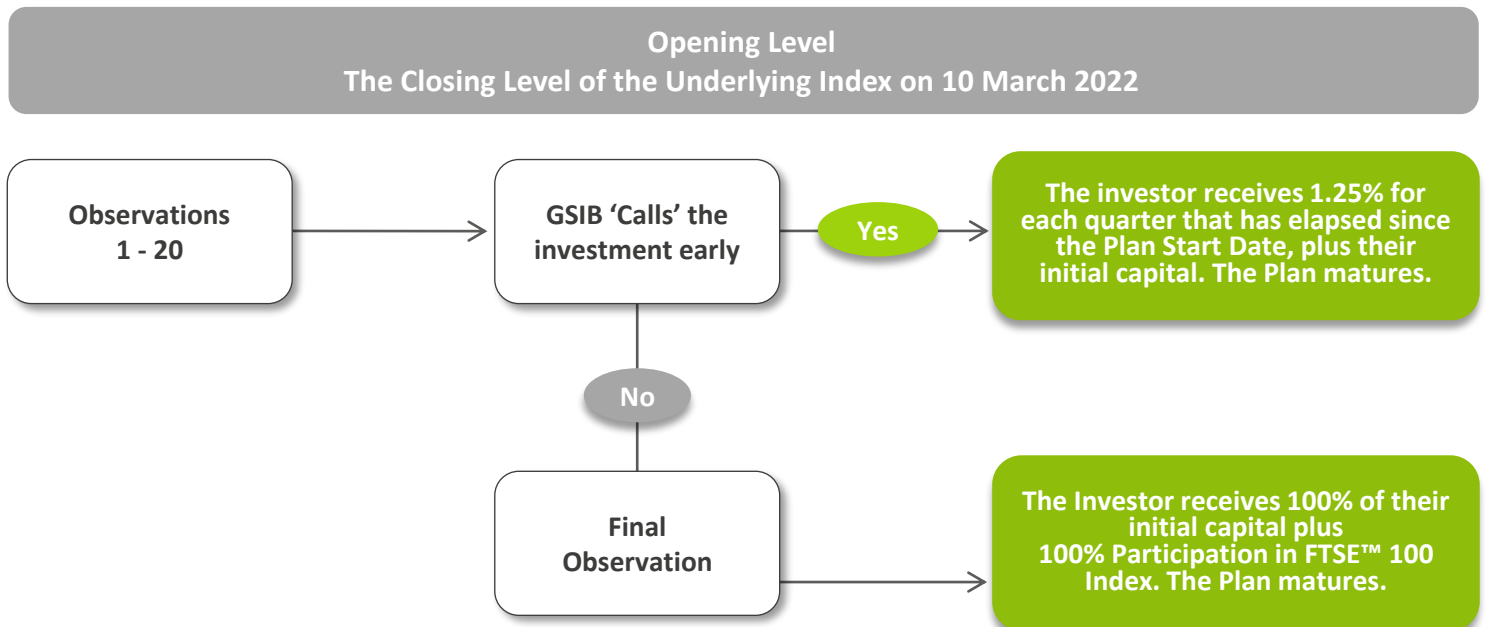 Opening Level
The Closing Level of the Underlying Index on 10 March 2022
Observations
1 - 20
GSIB ‘Calls’ the
investment early
Yes
The investor receives 1.25% for
each quarter that has elapsed since
the Plan Start Date, plus their
initial capital. The Plan matures.
No
Final
Observation
The Investor receives 100% of their
initial capital plus
100% Participation in FTSE™ 100
Index. The Plan matures.